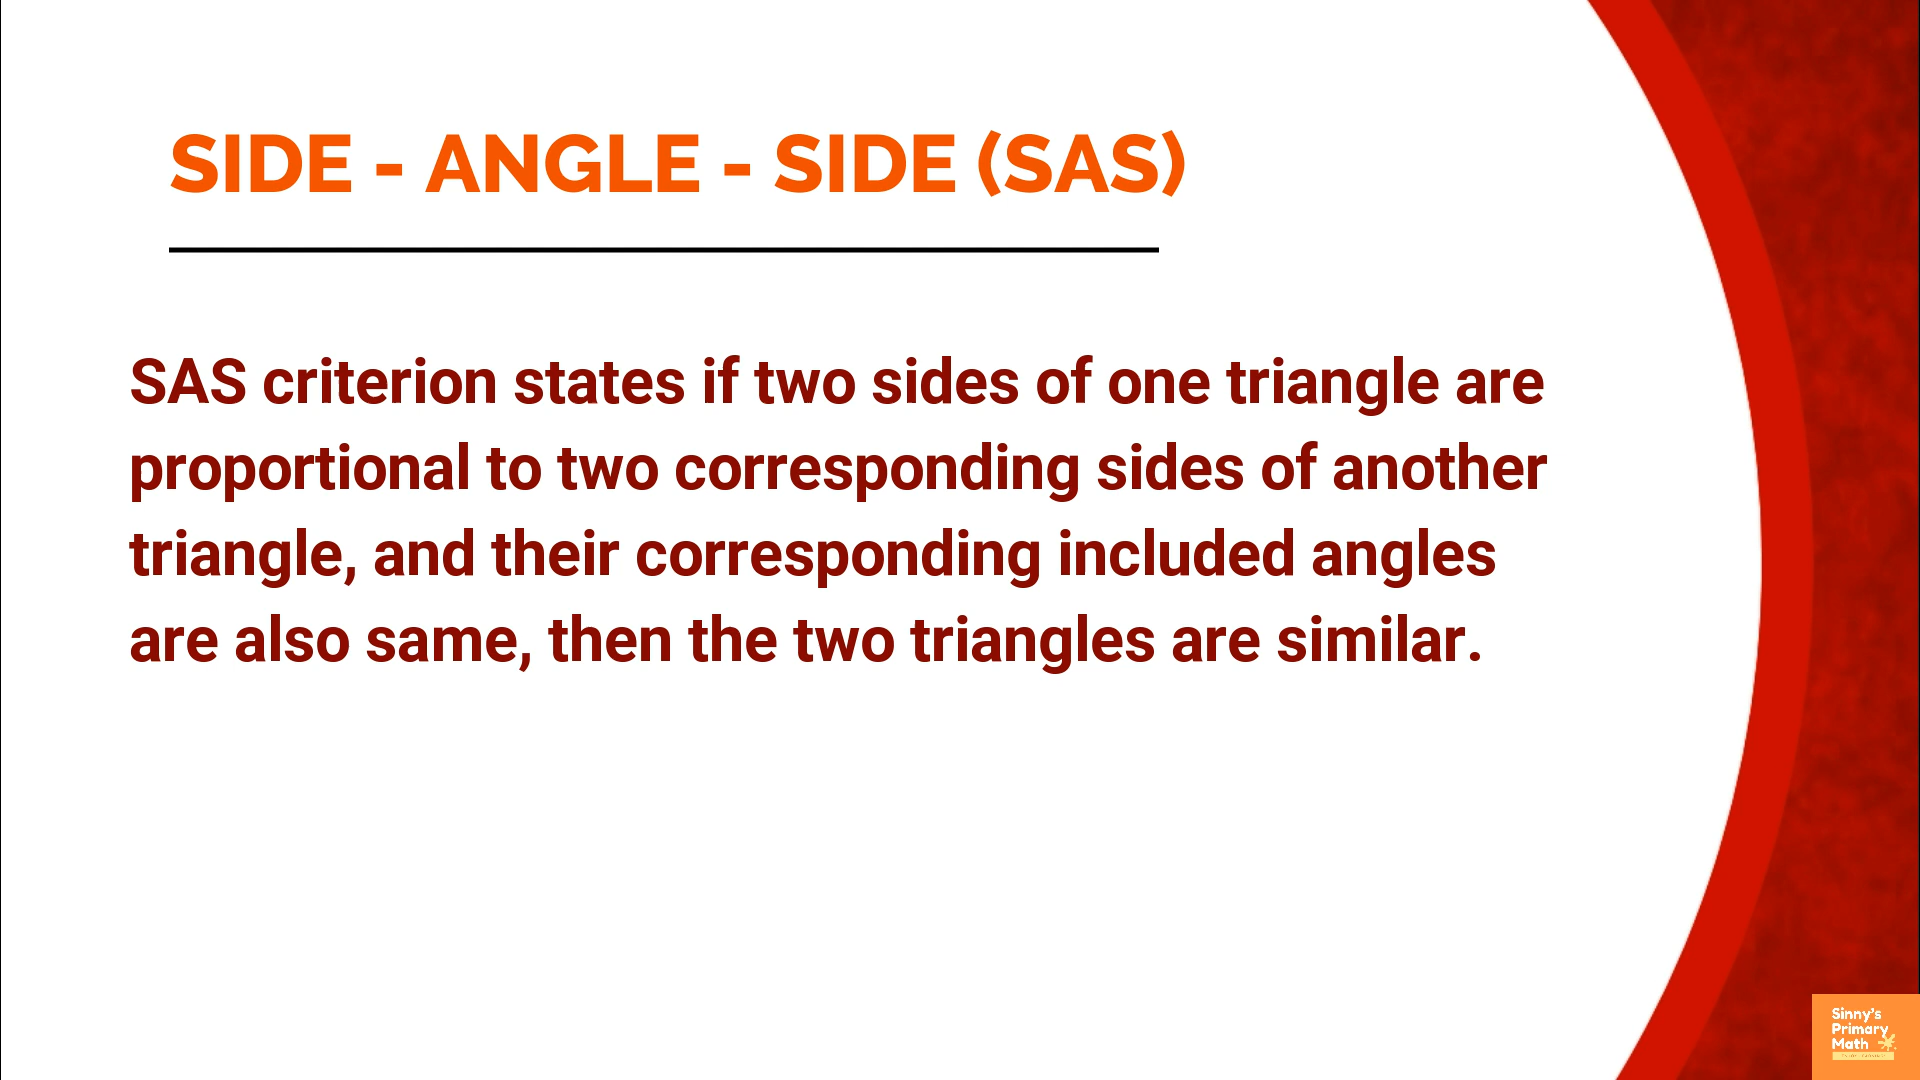 SIDE - ANGLE - SIDE (SAS)
SAS criterion states if two sides of one triangle are
proportional to two corresponding sides of another
triangle, and their corresponding included angles
are also same, then the two triangles are similar.
Sinny's
Primary
Math